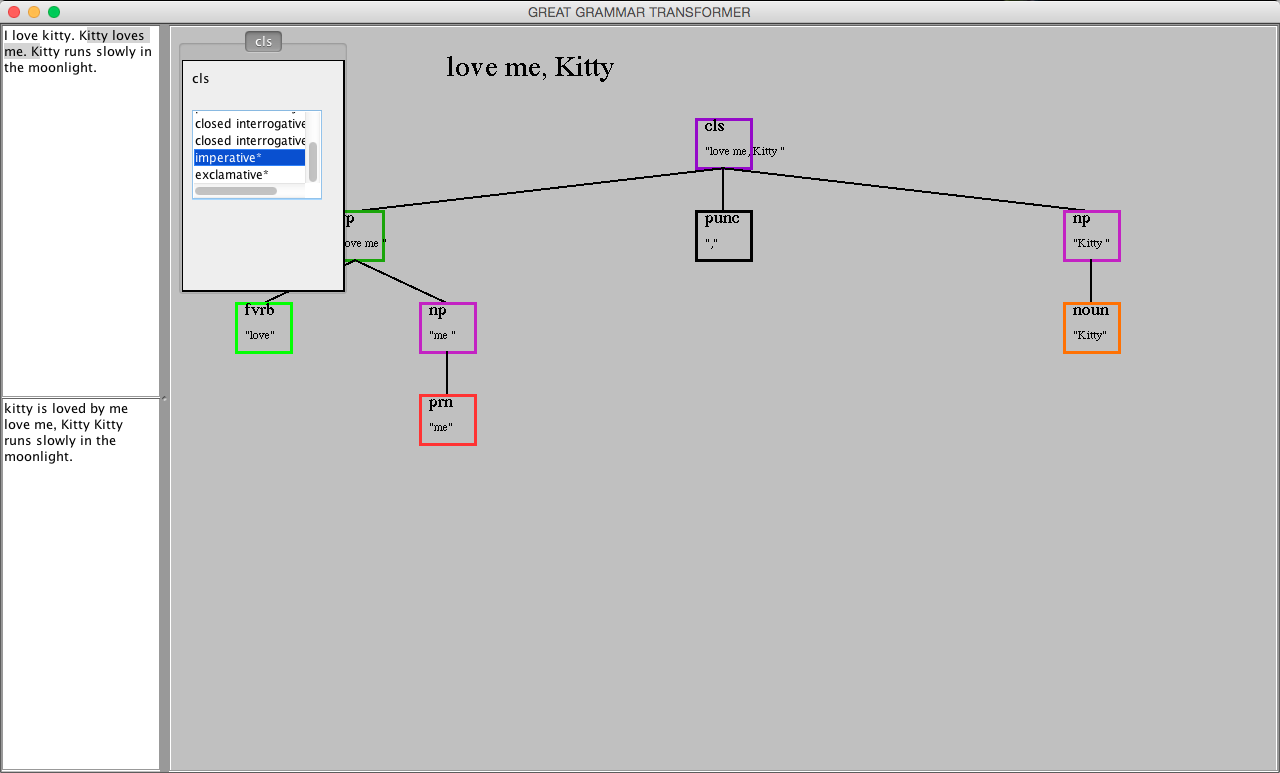 GREAT GRAMMAR TRANSFORMER
I love kitty. Kitty loves
me. Kitty runs slowly in
the moonlight.
cls
cls
closed interrogative
closed interrogative
imperative*
exclamative*
love me, Kitty
cls
"love me, Kitty "
p
ove me "
punc
","
np
"Kitty "
fvrb
"love"
np
"me "
noun
"Kitty"
prn
"me"
kitty is loved by me
love me, Kitty Kitty
runs slowly in the
moonlight.